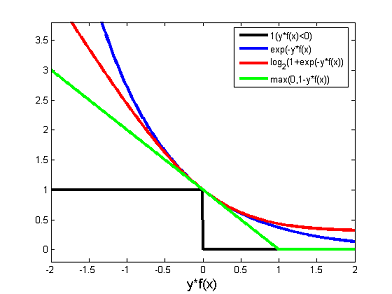 1(y*f(x)<0)
exp(-y*f(x)
log2(1+exp(-y*f(x))
max(0,1-y*f(x))
3.5
3
2.5
2
1.5
1
0.5
0
-2 -1.5 -1 -0.5 0 0.5 1 1.5 2
y*f(x)